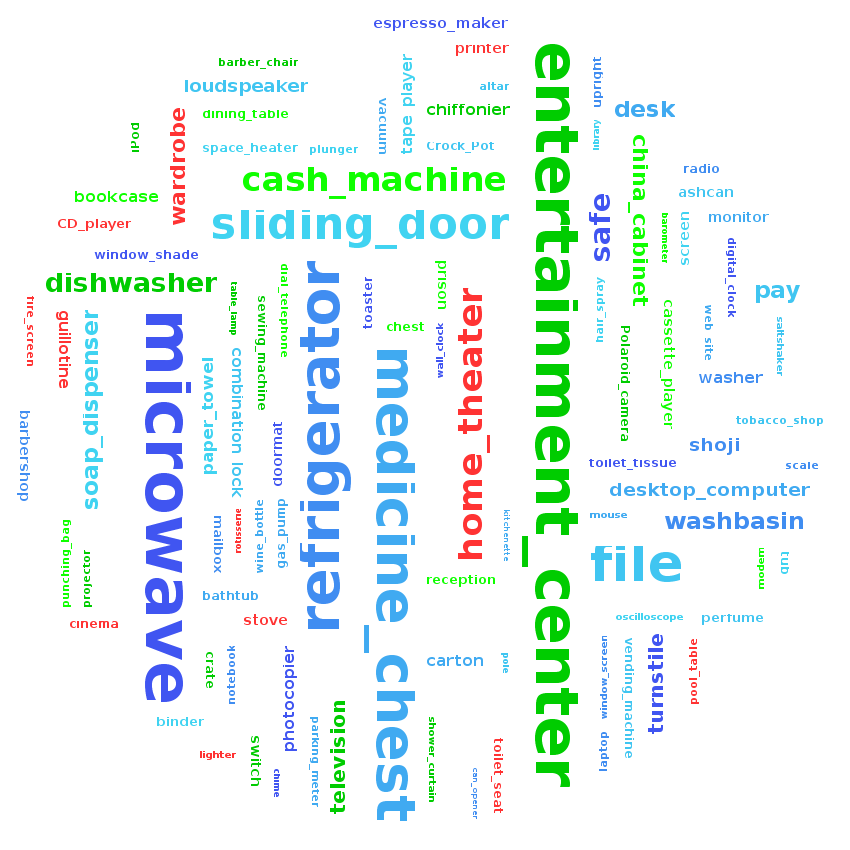 espresso_maker
printer
barber_chair
loudspeaker
altar
tape_player
vacuum
upright
desk
chiffonier
dining_table
iPod
wardrobe
library
space_heater
plunger
Crock_Pot
entertainment_center
china_cabinet
radio
cash_machine
ashcan
bookcase
safe
CD_player
sliding_door
barometer
screen
monitor
window_shade
digital_clock
dishwasher
pay
dial_telephone
refrigerator
toaster
prison
hair_spray
table_lamp
sewing_machine
fire_screen
guillotine
soap_dispenser
microwave
chest
wall_clock
home_theater
Polaroid_camera
cassette_player
web site
saltshaker
combination lock
paper_towel
medicine_chest
washer
barbershop
doormat
tobacco_shop
shoji
toilet_tissue
scale
desktop_computer
mailbox
rotisserie
wine_bottle
gas_pump
kitchenette
mouse
washbasin
punching_bag
projector
file
modem
tub
reception
bathtub
cinema
stove
oscilloscope
perfume
crate
notebook
photocopier
carton
pole
window_screen
vending_machine
turnstile
pool_table
binder
television
parking_meter
shower_curtain
lighter
switch
chime
toilet_seat
can_opener
laptop